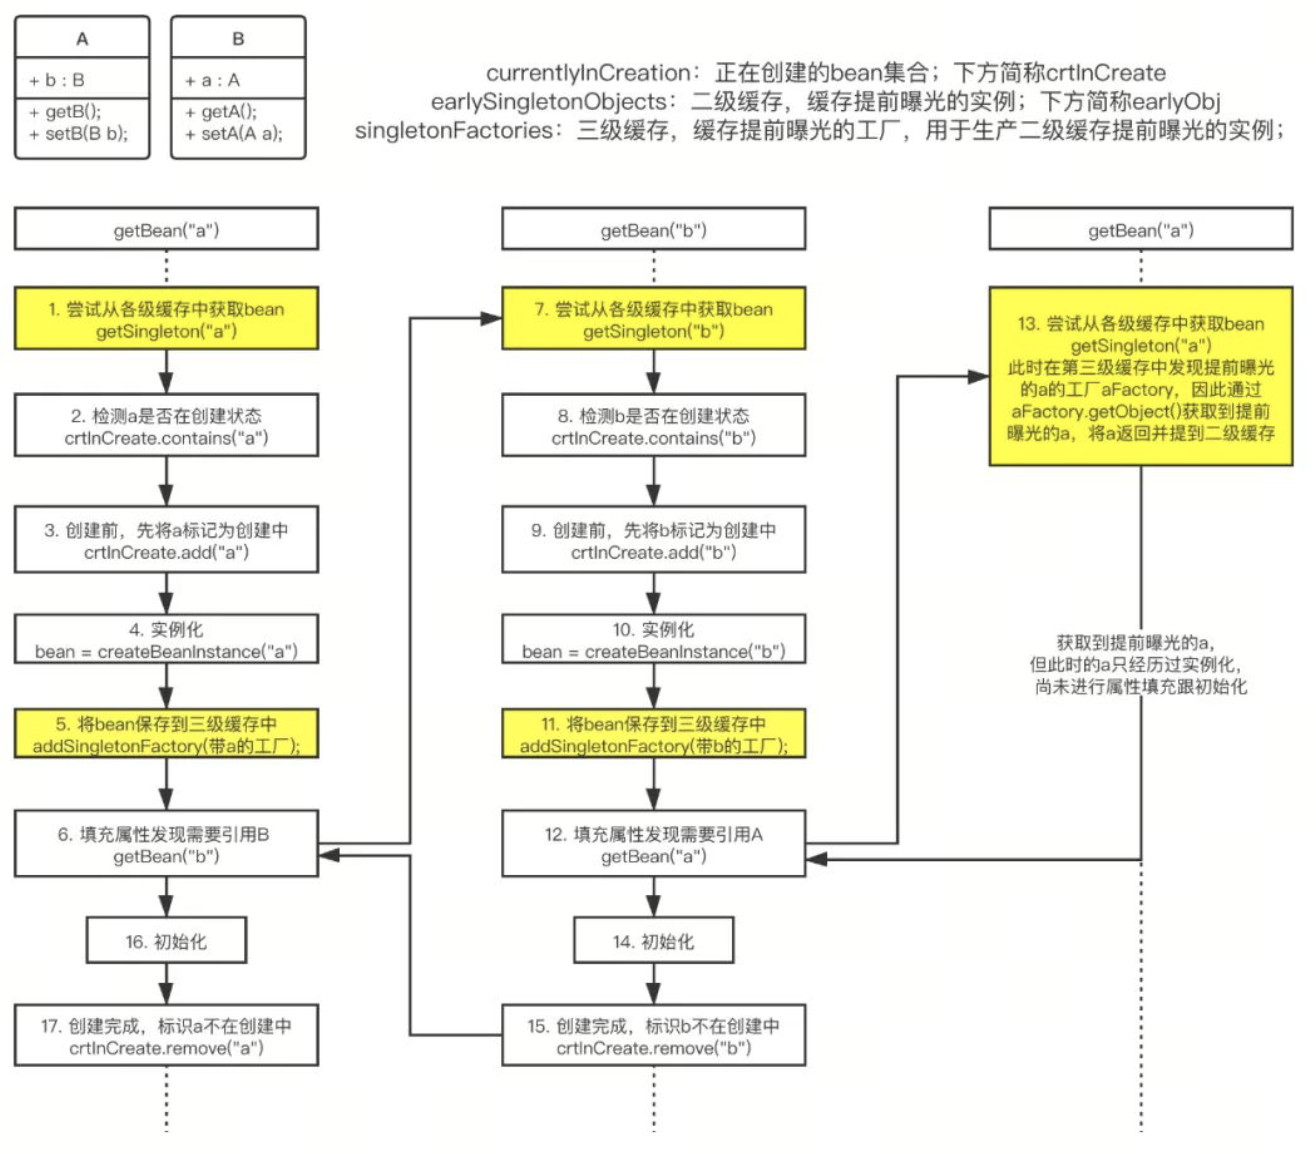 A
+ b : B
+ getB();
+ setB(B b);
B
+ a : A
+ getA();
+ setA(A a);
currentlyInCreation：正在创建的bean集合；下方简称crtInCreate
earlySingletonObjects：二级缓存，缓存提前曝光的实例；下方简称earlyObj
singletonFactories：三级缓存，缓存提前曝光的工厂，用于生产二级缓存提前曝光的实例；
getBean("a")
1. 尝试从各级缓存中获取bean
getSingleton("a")
2. 检测a是否在创建状态
crtInCreate.contains("a")
3. 创建前，先将a标记为创建中
crtInCreate.add("a")
4. 实例化
bean = createBeanInstance("a")
5. 将bean保存到三级缓存中
addSingletonFactory(带a的工厂);
6. 填充属性发现需要引用B
getBean("b")
16. 初始化
17. 创建完成，标识a不在创建中
crtInCreate.remove("a")
getBean("b")
7. 尝试从各级缓存中获取bean
getSingleton("b")
8. 检测b是否在创建状态
crtInCreate.contains("b")
9. 创建前，先将b标记为创建中
crtInCreate.add("b")
10. 实例化
bean = createBeanInstance("b")
11. 将bean保存到三级缓存中
addSingletonFactory(带b的工厂);
12. 填充属性发现需要引用A
getBean("a")
14. 初始化
15. 创建完成，标识b不在创建中
crtInCreate.remove("b")
getBean("a")
13. 尝试从各级缓存中获取bean
getSingleton("a")
此时在第三级缓存中发现提前曝光
的a的工厂aFactory，因此通过
aFactory.getObject()获取到提前
曝光的a，将a返回并提到二级缓存
获取到提前曝光的a，
但此时的a只经历过实例化，
尚未进行属性填充跟初始化